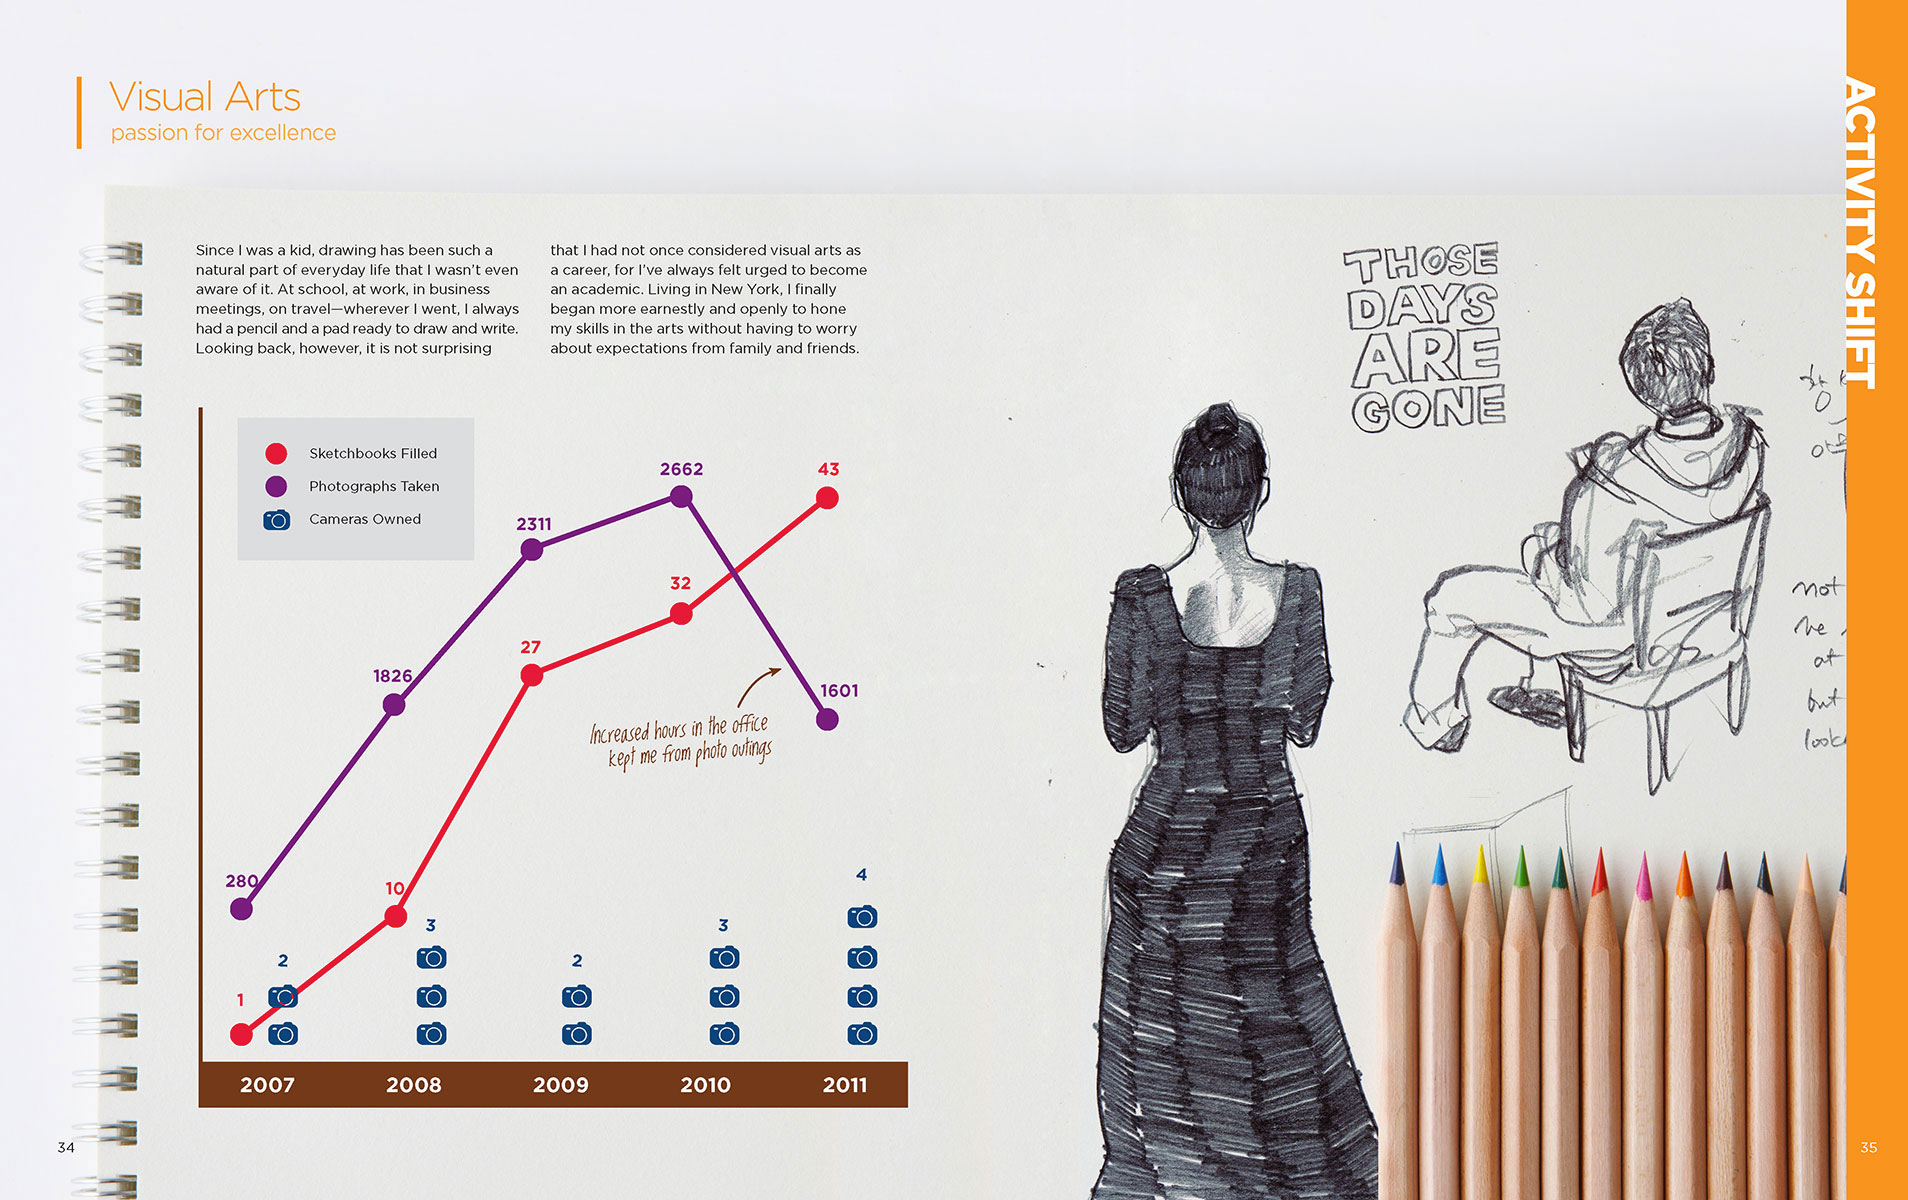 Visual Arts
passion for excellence
ACTIVITY SHIFT
Since I was a kid, drawing has been such a
natural part of everyday life that I wasn't even
aware of it. At school, at work, in business
meetings, on travel—wherever I went, I always
had a pencil and a pad ready to draw and write.
Looking back, however, it is not surprising
that I had not once considered visual arts as
a career, for I've always felt urged to become
an academic. Living in New York, I finally
began more earnestly and openly to hone
my skills in the arts without having to worry
about expectations from family and friends.
THOSE
DAYS
ARE
GONE
Sketchbooks Filled
Photographs Taken
Cameras Owned
2662
43
2311
32
27
1826
1601
Increased hours in the office
kept me from photo outings
280
10
4
3
3
2
2
1
2007 2008 2009 2010 2011
not
he
at
but
34
35